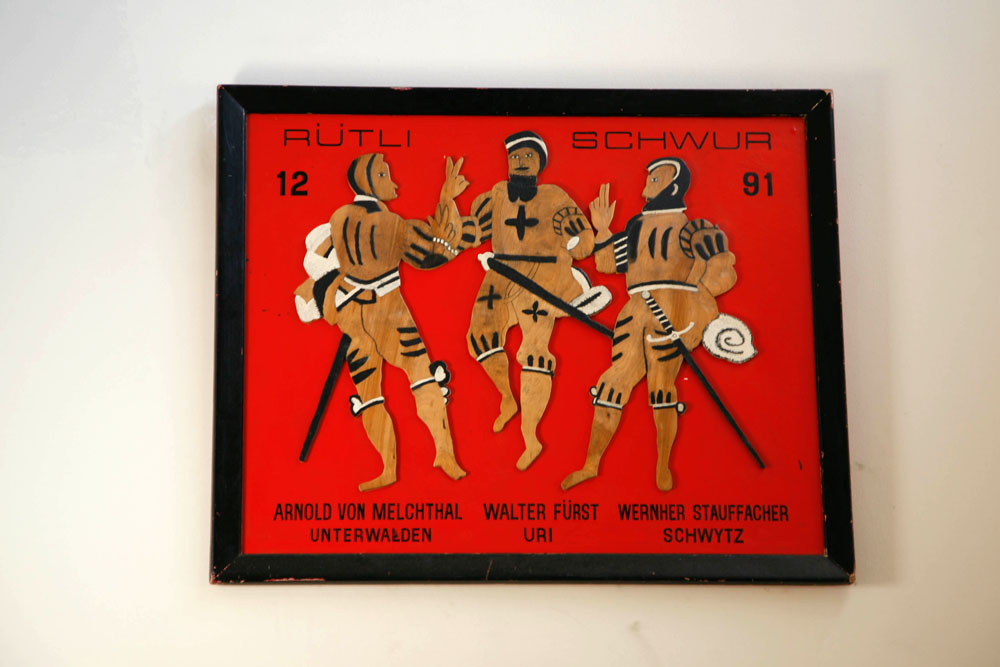 RÜTLI SCHWUR
12 91
ARNOLD VON MELCHTHAL WALTER FÜRST WERNHER STAUFFACHER
UNTERWALDEN URI SCHWYTZ